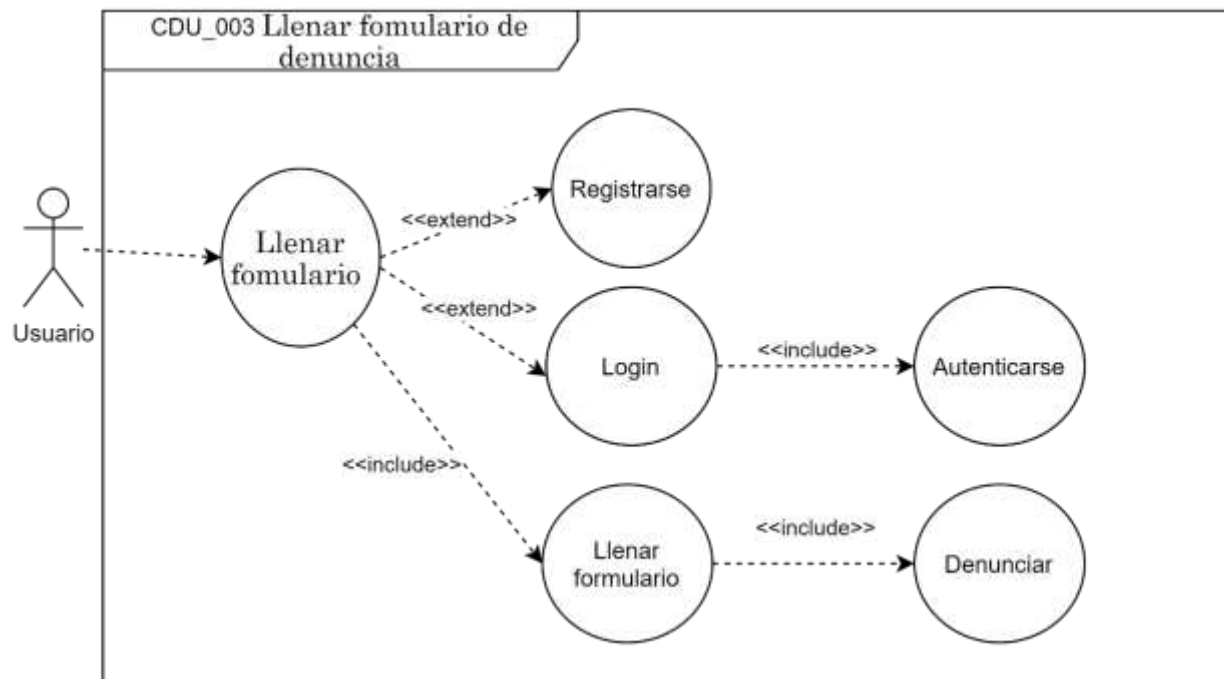 CDU_003 Llenar fomulario de
denuncia
Registrarse
<<extend>>
Llenar
fomulario
<<extend>>
Usuario
Login
<<include>>
Autenticarse
<<include>>
Llenar
formulario
<<include>>
Denunciar